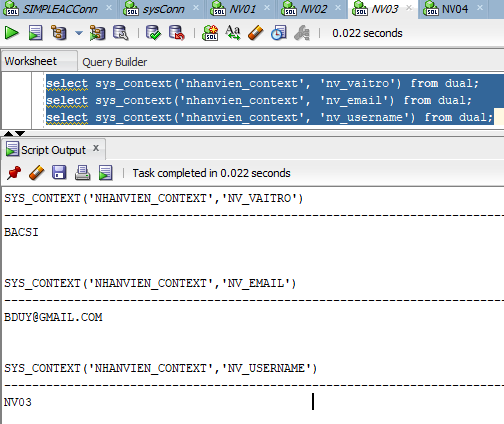 SIMPLEACConn
sysConn
NV01
NV02
NV03
NV04
0.022 seconds
Worksheet
Query Builder
select sys_context('nhanvien_context', 'nv_vaitro') from dual;
select sys_context('nhanvien_context', 'nv_email') from dual;
select sys_context('nhanvien_context', 'nv_username') from dual;
Script Output
Task completed in 0.022 seconds
SYS_CONTEXT('NHANVIEN_CONTEXT','NV_VAITRO')
--------------------------------------------------------------------------------
BACSI
SYS_CONTEXT('NHANVIEN_CONTEXT','NV_EMAIL')
--------------------------------------------------------------------------------
BDUY@GMAIL.COM
SYS_CONTEXT('NHANVIEN_CONTEXT','NV_USERNAME')
--------------------------------------------------------------------------------
NV03